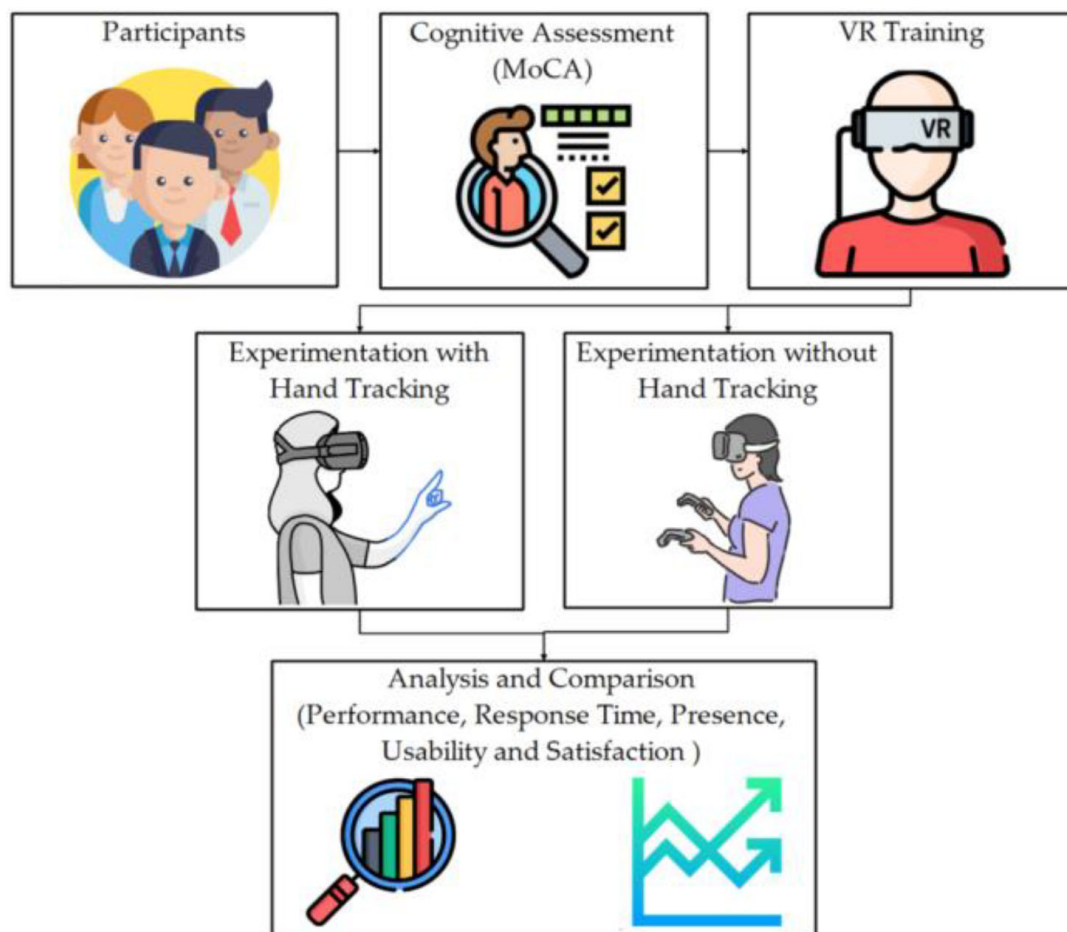 Participants
Cognitive Assessment
(MoCA)
VR Training
VR
Experimentation with
Hand Tracking
Experimentation without
Hand Tracking
Analysis and Comparison
(Performance, Response Time, Presence,
Usability and Satisfaction )